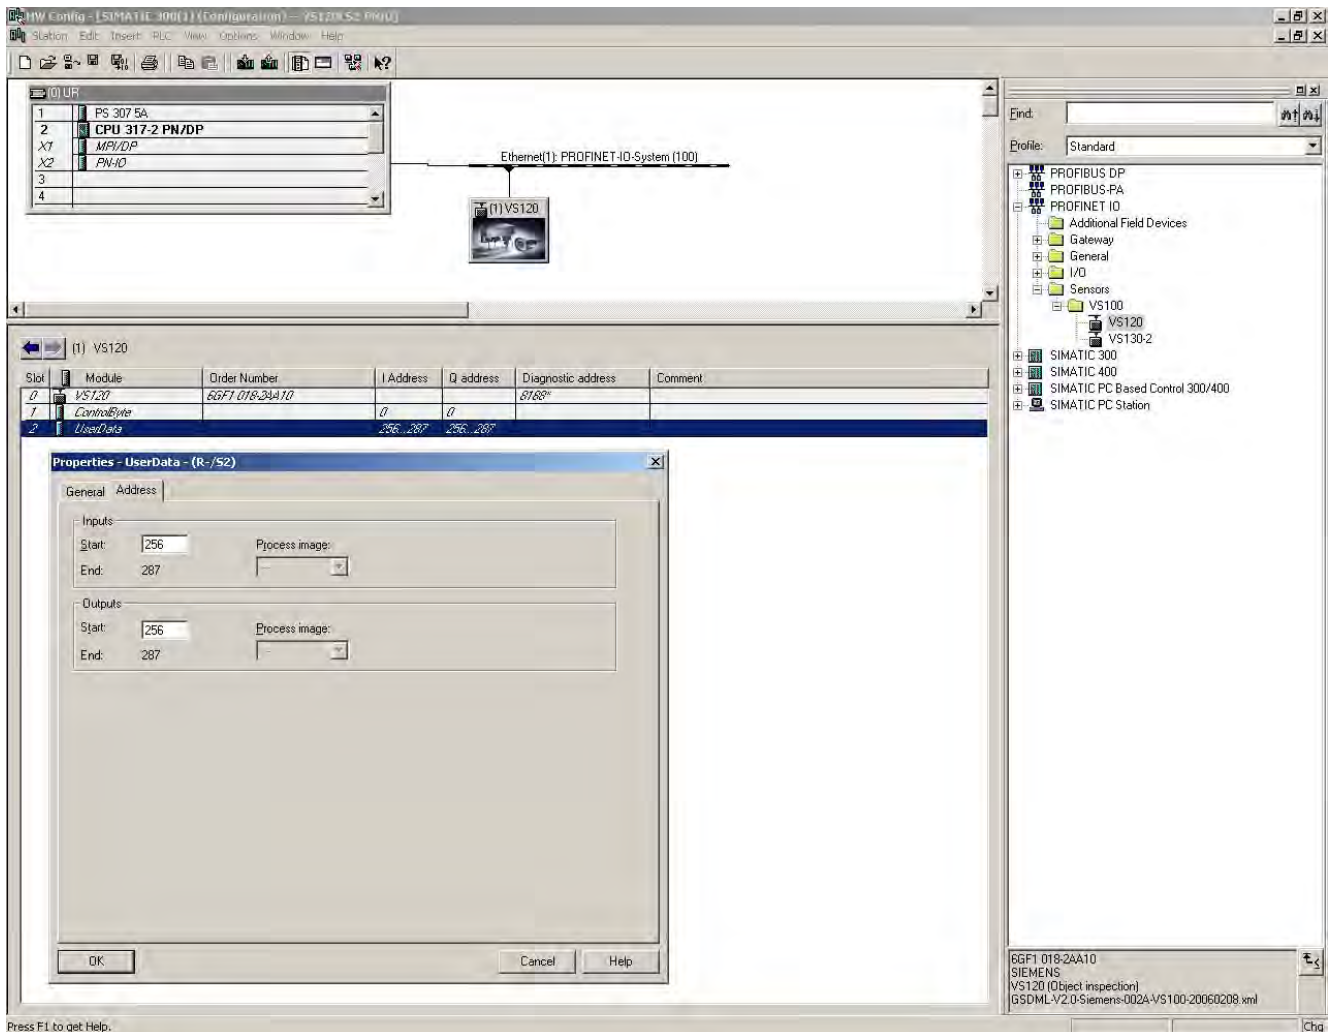 HW Config - [SIMATIC 300(1) (Configuration) --
Station Edit Insert PLC View Options Window Help
(0) UR
1 PS 307 5A
2 CPU 317-2 PN/DP
X1 MPI/DP
X2 PN-IO
3
4
Ethernet(1): PROFINET-IO-System (100)
(1) VS120
(1) VS120
Slot Module Order Number I Address Q address Diagnostic address Comment
0 VS120 6GF1 018-2AA10 8188*
1 ControlByte 0 0
2 UserData 256...287 256...287
Properties - UserData - (R-/S2)
General Address
Inputs
Start: 256 Process image:
End: 287 ---
Outputs
Start: 256 Process image:
End: 287 ---
OK Cancel Help
Find:
Profile: Standard
PROFIBUS DP
PROFIBUS-PA
PROFINET IO
Additional Field Devices
Gateway
General
I/O
Sensors
VS100
VS120
VS130-2
SIMATIC 300
SIMATIC 400
SIMATIC PC Based Control 300/400
SIMATIC PC Station
6GF1 018-2AA10
SIEMENS
VS120 (Object inspection)
GSDML-V2.0-Siemens-002A-VS100-20060208.xml
Press F1 to get Help.
Chg